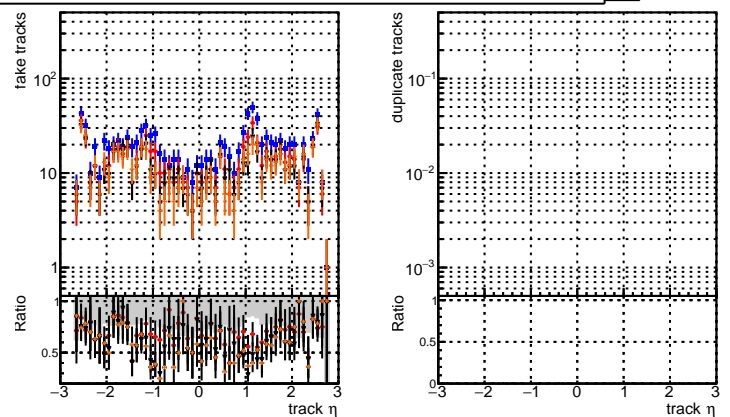 fake tracks
10²
10
1
Ratio
1
0.5
−3 −2 −1 0 1 2 3
track η
duplicate tracks
10⁻¹
10⁻²
10⁻³
Ratio
1
0.5
0
−3 −2 −1 0 1 2 3
track η